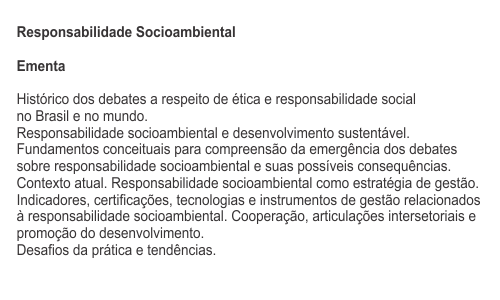 Responsabilidade Socioambiental
Ementa
Histórico dos debates a respeito de ética e responsabilidade social
no Brasil e no mundo.
Responsabilidade socioambiental e desenvolvimento sustentável.
Fundamentos conceituais para compreensão da emergência dos debates
sobre responsabilidade socioambiental e suas possíveis consequências.
Contexto atual. Responsabilidade socioambiental como estratégia de gestão.
Indicadores, certificações, tecnologias e instrumentos de gestão relacionados
à responsabilidade socioambiental. Cooperação, articulações intersetoriais e
promoção do desenvolvimento.
Desafios da prática e tendências.